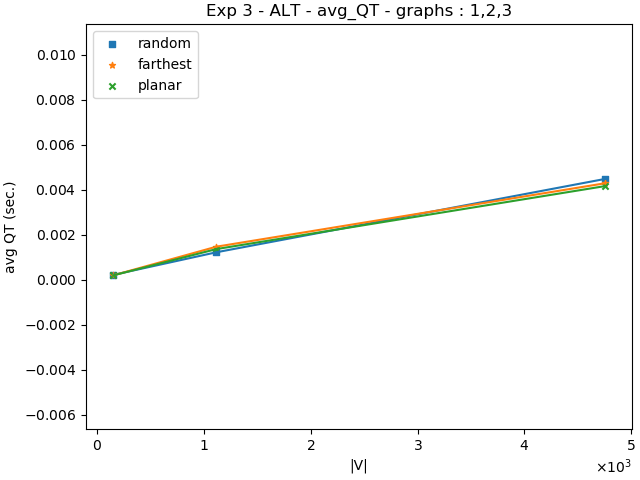 Exp 3 - ALT - avg_QT - graphs : 1,2,3
random
farthest
planar
0.010
0.008
0.006
0.004
0.002
0.000
−0.002
−0.004
−0.006
avg QT (sec.)
0 1 2 3 4 5
|V|
×10³